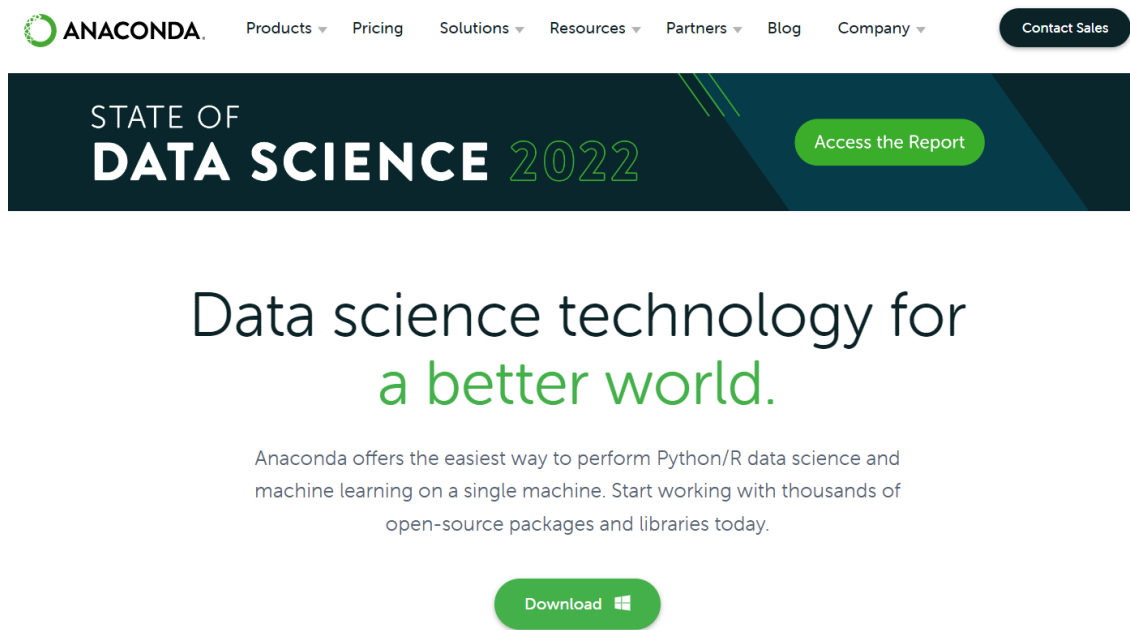 ANACONDA.
Products Pricing Solutions Resources Partners Blog Company Contact Sales
STATE OF
DATA SCIENCE 2022
Access the Report
Data science technology for
a better world.
Anaconda offers the easiest way to perform Python/R data science and
machine learning on a single machine. Start working with thousands of
open-source packages and libraries today.
Download